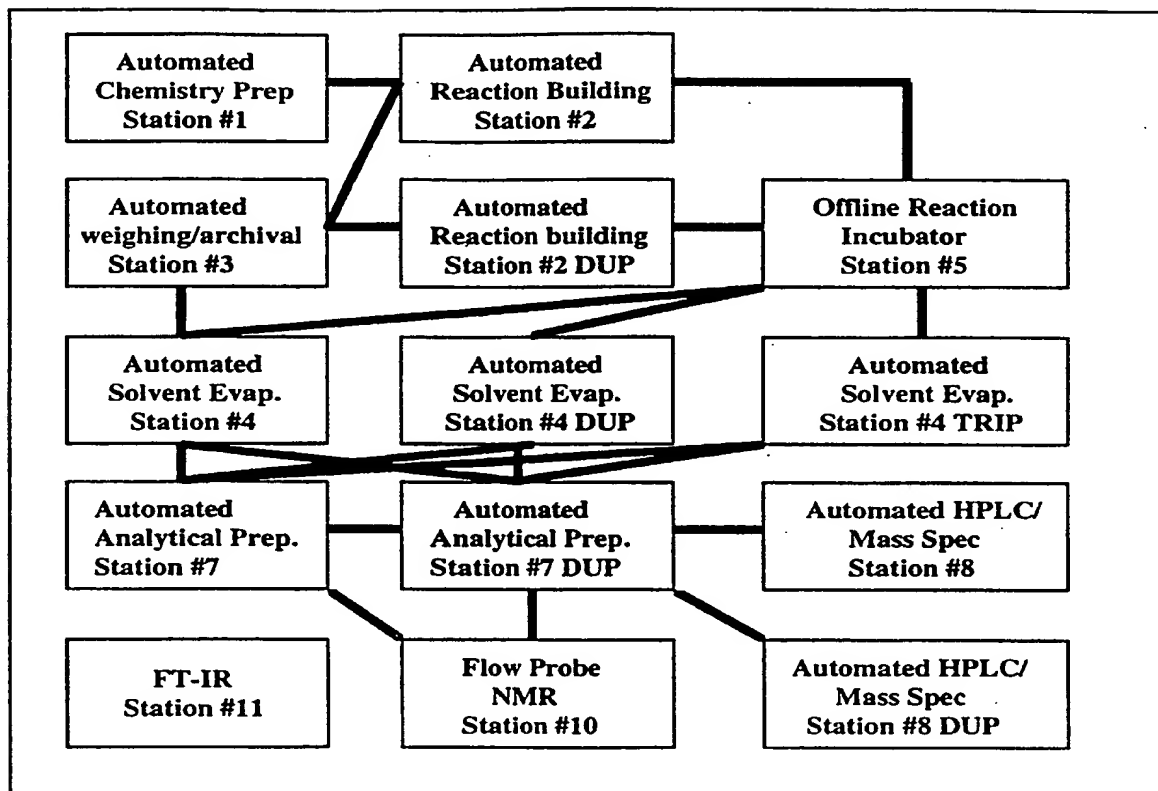 Automated
Chemistry Prep
Station #1
Automated
Reaction Building
Station #2
Automated
weighing/archival
Station #3
Automated
Reaction building
Station #2 DUP
Offline Reaction
Incubator
Station #5
Automated
Solvent Evap.
Station #4
Automated
Solvent Evap.
Station #4 DUP
Automated
Solvent Evap.
Station #4 TRIP
Automated
Analytical Prep.
Station #7
Automated
Analytical Prep.
Station #7 DUP
Automated HPLC/
Mass Spec
Station #8
FT-IR
Station #11
Flow Probe
NMR
Station #10
Automated HPLC/
Mass Spec
Station #8 DUP